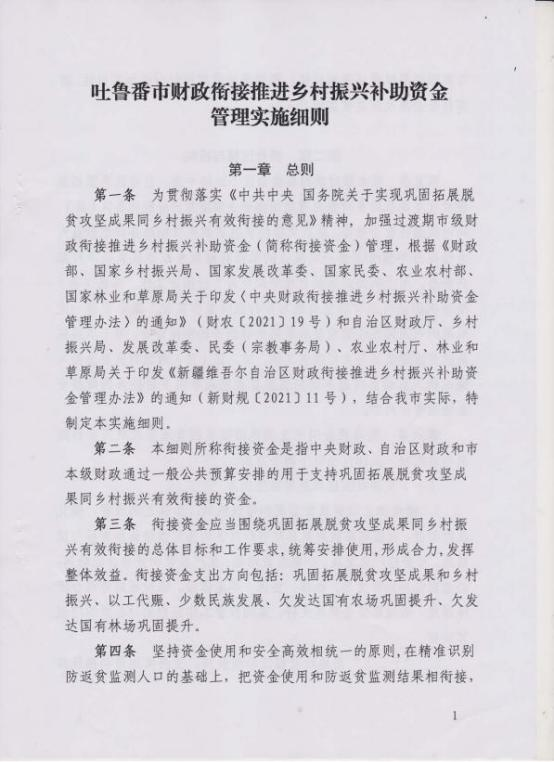 吐鲁番市财政衔接推进乡村振兴补助资金
管理实施细则
第一章 总则
第一条 为贯彻落实《中共中央 国务院关于实现巩固拓展脱
贫攻坚成果同乡村振兴有效衔接的意见》精神，加强过渡期市级财
政衔接推进乡村振兴补助资金（简称衔接资金）管理，根据《财政
部、国家乡村振兴局、国家发展改革委、国家民委、农业农村部、
国家林业和草原局关于印发〈中央财政衔接推进乡村振兴补助资金
管理办法〉的通知》（财农〔2021〕19号）和自治区财政厅、乡村
振兴局、发展改革委、民委（宗教事务局）、农业农村厅、林业和
草原局关于印发《新疆维吾尔自治区财政衔接推进乡村振兴补助资
金管理办法》的通知（新财规〔2021〕11号），结合我市实际，特
制定本实施细则。
第二条 本细则所称衔接资金是指中央财政、自治区财政和市
本级财政通过一般公共预算安排的用于支持巩固拓展脱贫攻坚成
果同乡村振兴有效衔接的资金。
第三条 衔接资金应当围绕巩固拓展脱贫攻坚成果同乡村振
兴有效衔接的总体目标和工作要求,统筹安排使用,形成合力,发挥
整体效益。衔接资金支出方向包括：巩固拓展脱贫攻坚成果和乡村
振兴、以工代赈、少数民族发展、欠发达国有农场巩固提升、欠发
达国有林场巩固提升。
第四条 坚持资金使用和安全高效相统一的原则,在精准识别
防返贫监测人口的基础上，把资金使用和防返贫监测结果相衔接，
1